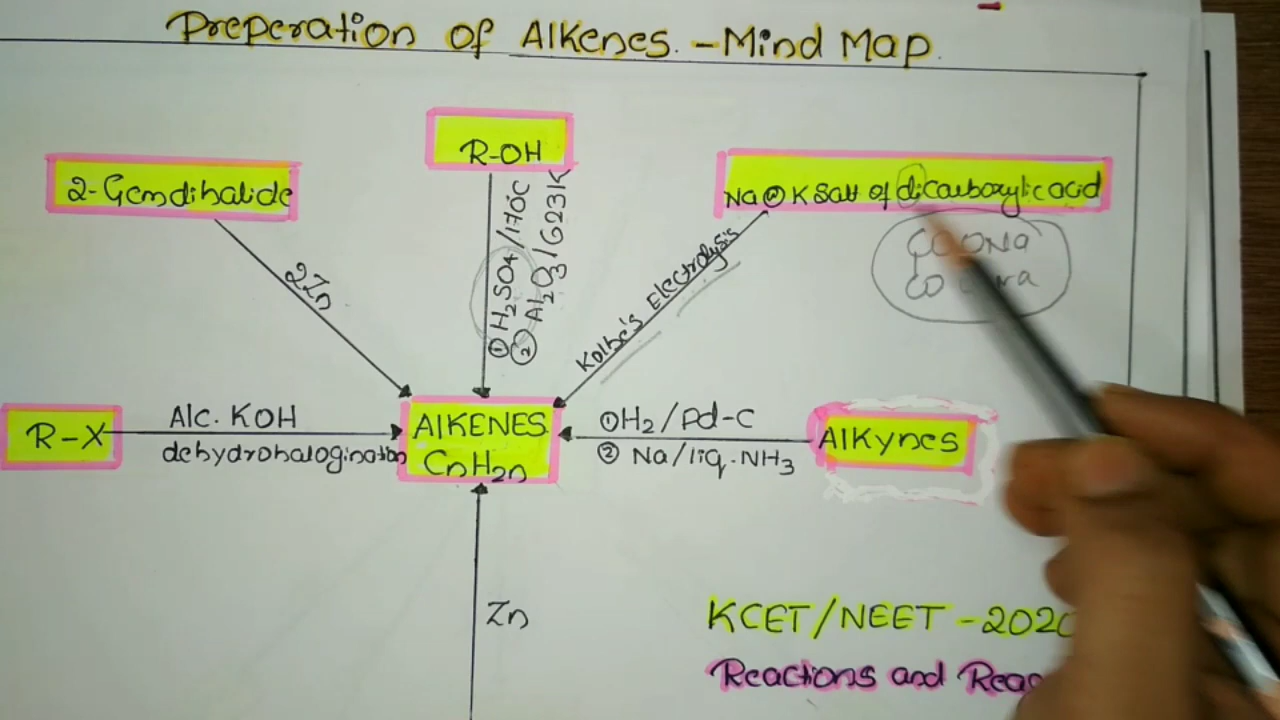 Preperation of Alkenes. - Mind Map.
R-OH
2-Gemdihalide
Na or K Salt of dicarboxylic acid
COONa
2Zn
① H2SO4/170°C
② Al2O3/623K
Kolbe's Electrolysis
R-X
Alc. KOH
dehydrohalogination
AlKENES
CnH2n
① H2/Pd-C
② Na/liq.NH3
Alkynes
Zn
KCET/NEET - 2020
Reactions and